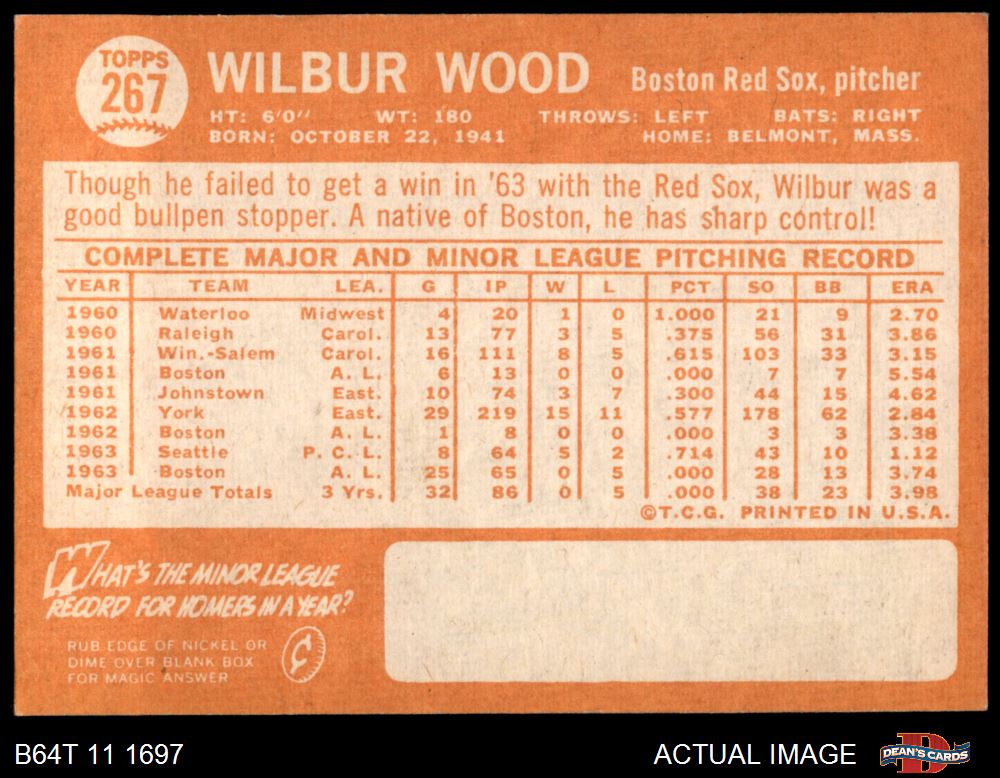 TOPPS
267
WILBUR WOOD Boston Red Sox, pitcher
HT: 6'0" WT: 180 THROWS: LEFT BATS: RIGHT
BORN: OCTOBER 22, 1941 HOME: BELMONT, MASS.
Though he failed to get a win in '63 with the Red Sox, Wilbur was a
good bullpen stopper. A native of Boston, he has sharp control!
COMPLETE MAJOR AND MINOR LEAGUE PITCHING RECORD
YEAR TEAM LEA. G IP W L PCT SO BB ERA
1960 Waterloo Midwest 4 20 1 0 1.000 21 9 2.70
1960 Raleigh Carol. 13 77 3 5 .375 56 31 3.86
1961 Win.-Salem Carol. 16 111 8 5 .615 103 33 3.15
1961 Boston A. L. 6 13 0 0 .000 7 7 5.54
1961 Johnstown East. 10 74 3 7 .300 44 15 4.62
1962 York East. 29 219 15 11 .577 178 62 2.84
1962 Boston A. L. 1 8 0 0 .000 3 3 3.38
1963 Seattle P. C. L. 8 64 5 2 .714 43 10 1.12
1963 Boston A. L. 25 65 0 5 .000 28 13 3.74
Major League Totals 3 Yrs. 32 86 0 5 .000 38 23 3.98
©T.C.G. PRINTED IN U.S.A.
WHAT'S THE MINOR LEAGUE
RECORD FOR HOMERS IN A YEAR?
RUB EDGE OF NICKEL OR
DIME OVER BLANK BOX
FOR MAGIC ANSWER
¢
B64T 11 1697 ACTUAL IMAGE DEAN'S CARDS